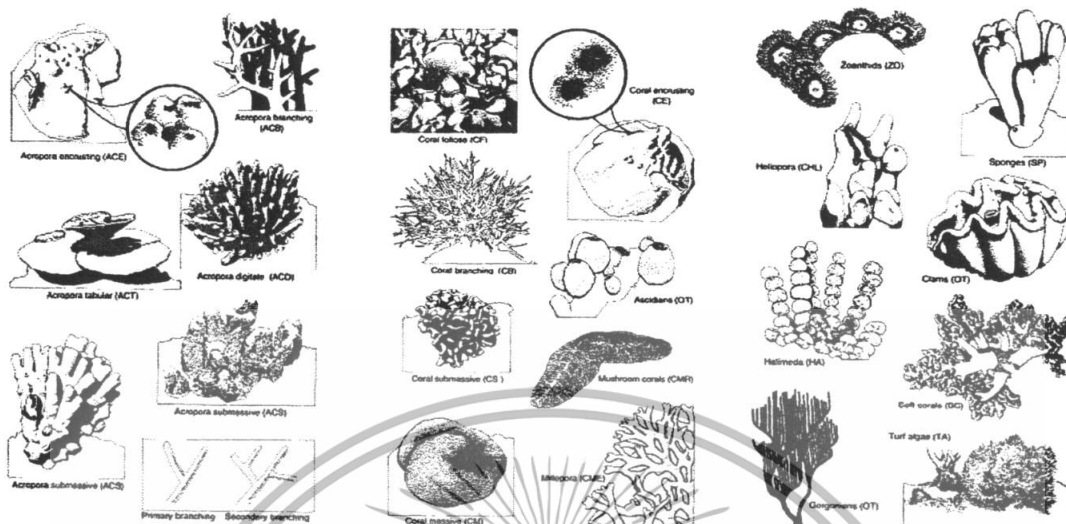 Acropora encrusting (ACE)
Acropora branching
(ACB)
Acropora tabular (ACT)
Acropora digitate (ACD)
Acropora submassive (ACS)
Acropora submassive (ACS)
Primary branching
Secondary branching
Coral foliose (CF)
Coral encrusting
(CE)
Coral branching (CB)
Ascidians (OT)
Coral submassive (CS)
Mushroom corals (CMR)
Coral massive (CM)
Millepora (CME)
Zoanthids (ZO)
Heliopora (CHL)
Sponges (SP)
Clams (OT)
Halimeda (HA)
Soft corals (SC)
Turf algae (TA)
Gorgonians (OT)